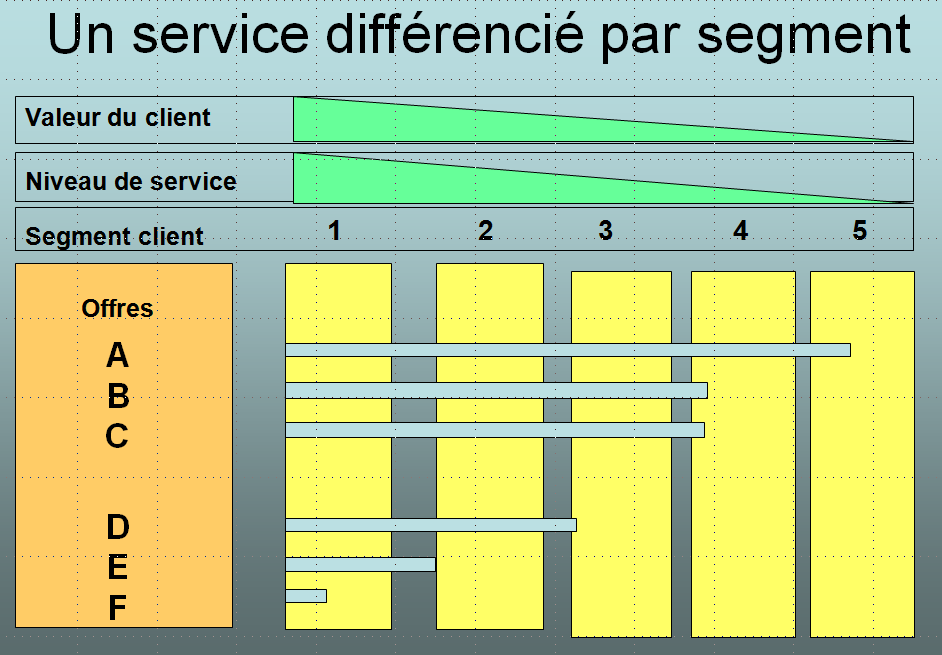 Un service différencié par segment
Valeur du client
Niveau de service
Segment client 1 2 3 4 5
Offres
A
B
C
D
E
F